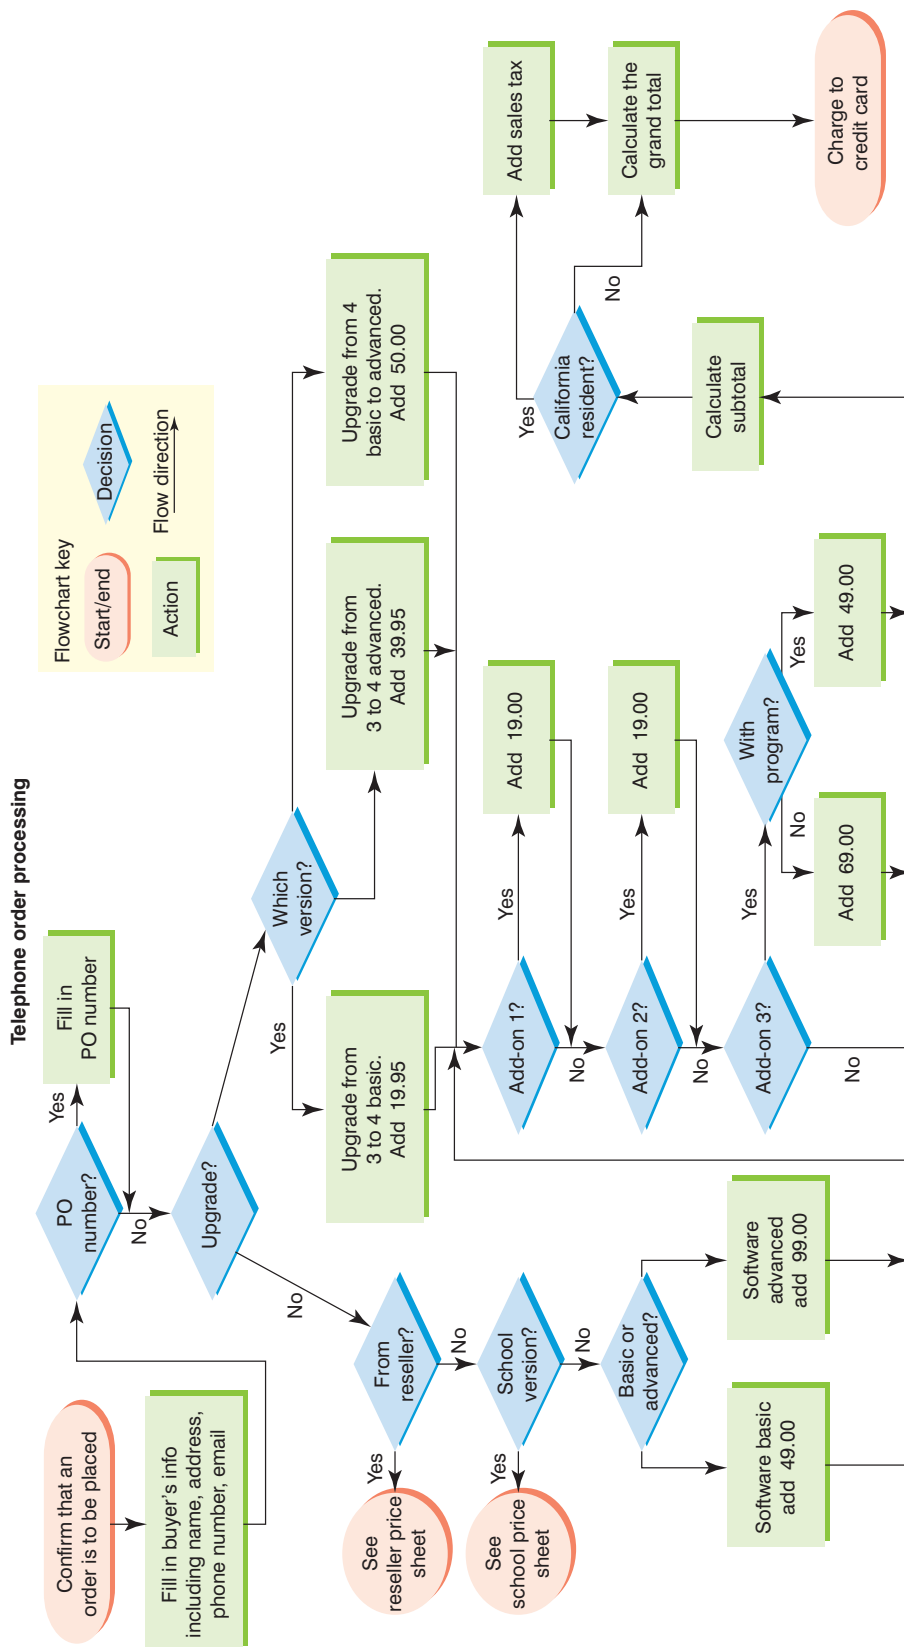 Telephone order processing
Flowchart key
Start/end
Decision
Action
Flow direction
Confirm that an
order is to be placed
Fill in buyer's info
including name, address,
phone number, email
PO
number?
Yes
Fill in
PO number
No
Upgrade?
No
From
reseller?
Yes
See
reseller price
sheet
No
School
version?
Yes
See
school price
sheet
No
Basic or
advanced?
Software basic
add 49.00
Software
advanced
add 99.00
Which
version?
Yes
Upgrade from
3 to 4 basic.
Add 19.95
Upgrade from
3 to 4 advanced.
Add 39.95
Upgrade from 4
basic to advanced.
Add 50.00
Add-on 1?
Yes
Add 19.00
No
Add-on 2?
Yes
Add 19.00
No
Add-on 3?
Yes
No
With
program?
No
Add 69.00
Yes
Add 49.00
Calculate
subtotal
California
resident?
Yes
Add sales tax
No
Calculate the
grand total
Charge to
credit card